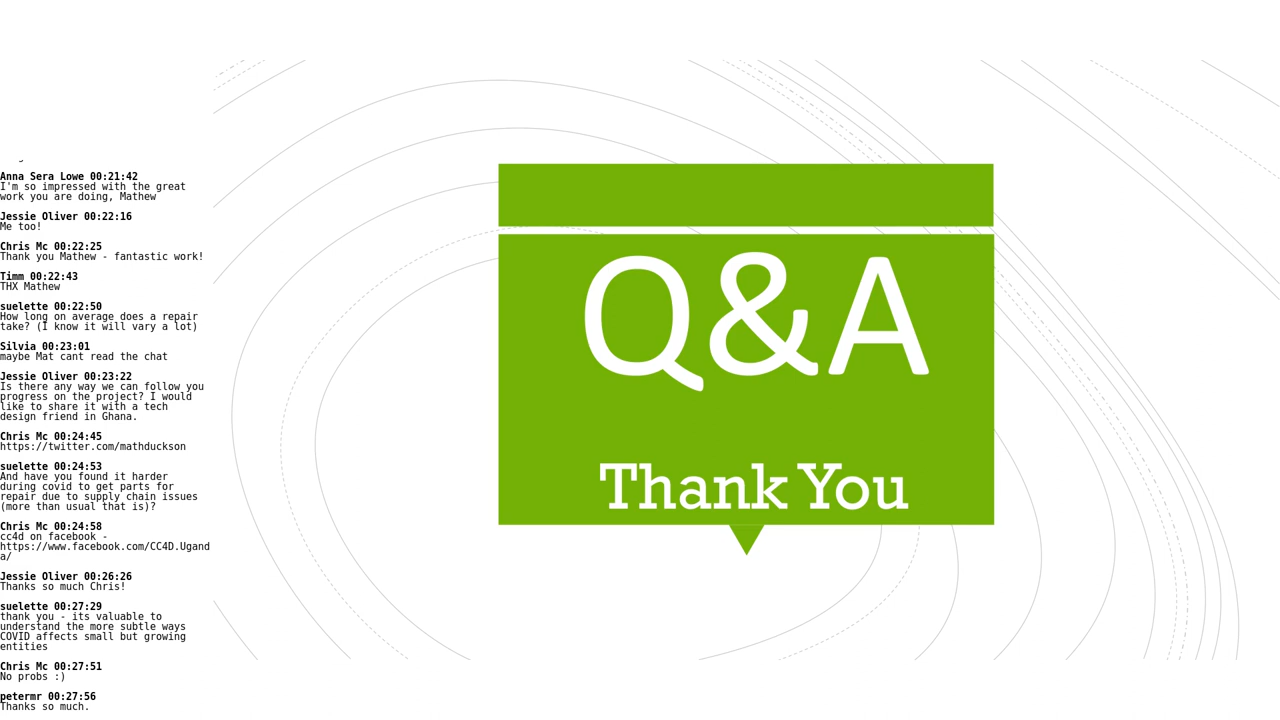 Anna Sera Lowe 00:21:42
I'm so impressed with the great
work you are doing, Mathew
Jessie Oliver 00:22:16
Me too!
Chris Mc 00:22:25
Thank you Mathew - fantastic work!
Timm 00:22:43
THX Mathew
suelette 00:22:50
How long on average does a repair
take? (I know it will vary a lot)
Silvia 00:23:01
maybe Mat cant read the chat
Jessie Oliver 00:23:22
Is there any way we can follow you
progress on the project? I would
like to share it with a tech
design friend in Ghana.
Chris Mc 00:24:45
https://twitter.com/mathduckson
suelette 00:24:53
And have you found it harder
during covid to get parts for
repair due to supply chain issues
(more than usual that is)?
Chris Mc 00:24:58
cc4d on facebook -
https://www.facebook.com/CC4D.Ugand
a/
Jessie Oliver 00:26:26
Thanks so much Chris!
suelette 00:27:29
thank you - its valuable to
understand the more subtle ways
COVID affects small but growing
entities
Chris Mc 00:27:51
No probs :)
petermr 00:27:56
Thanks so much.
Q&A
Thank You